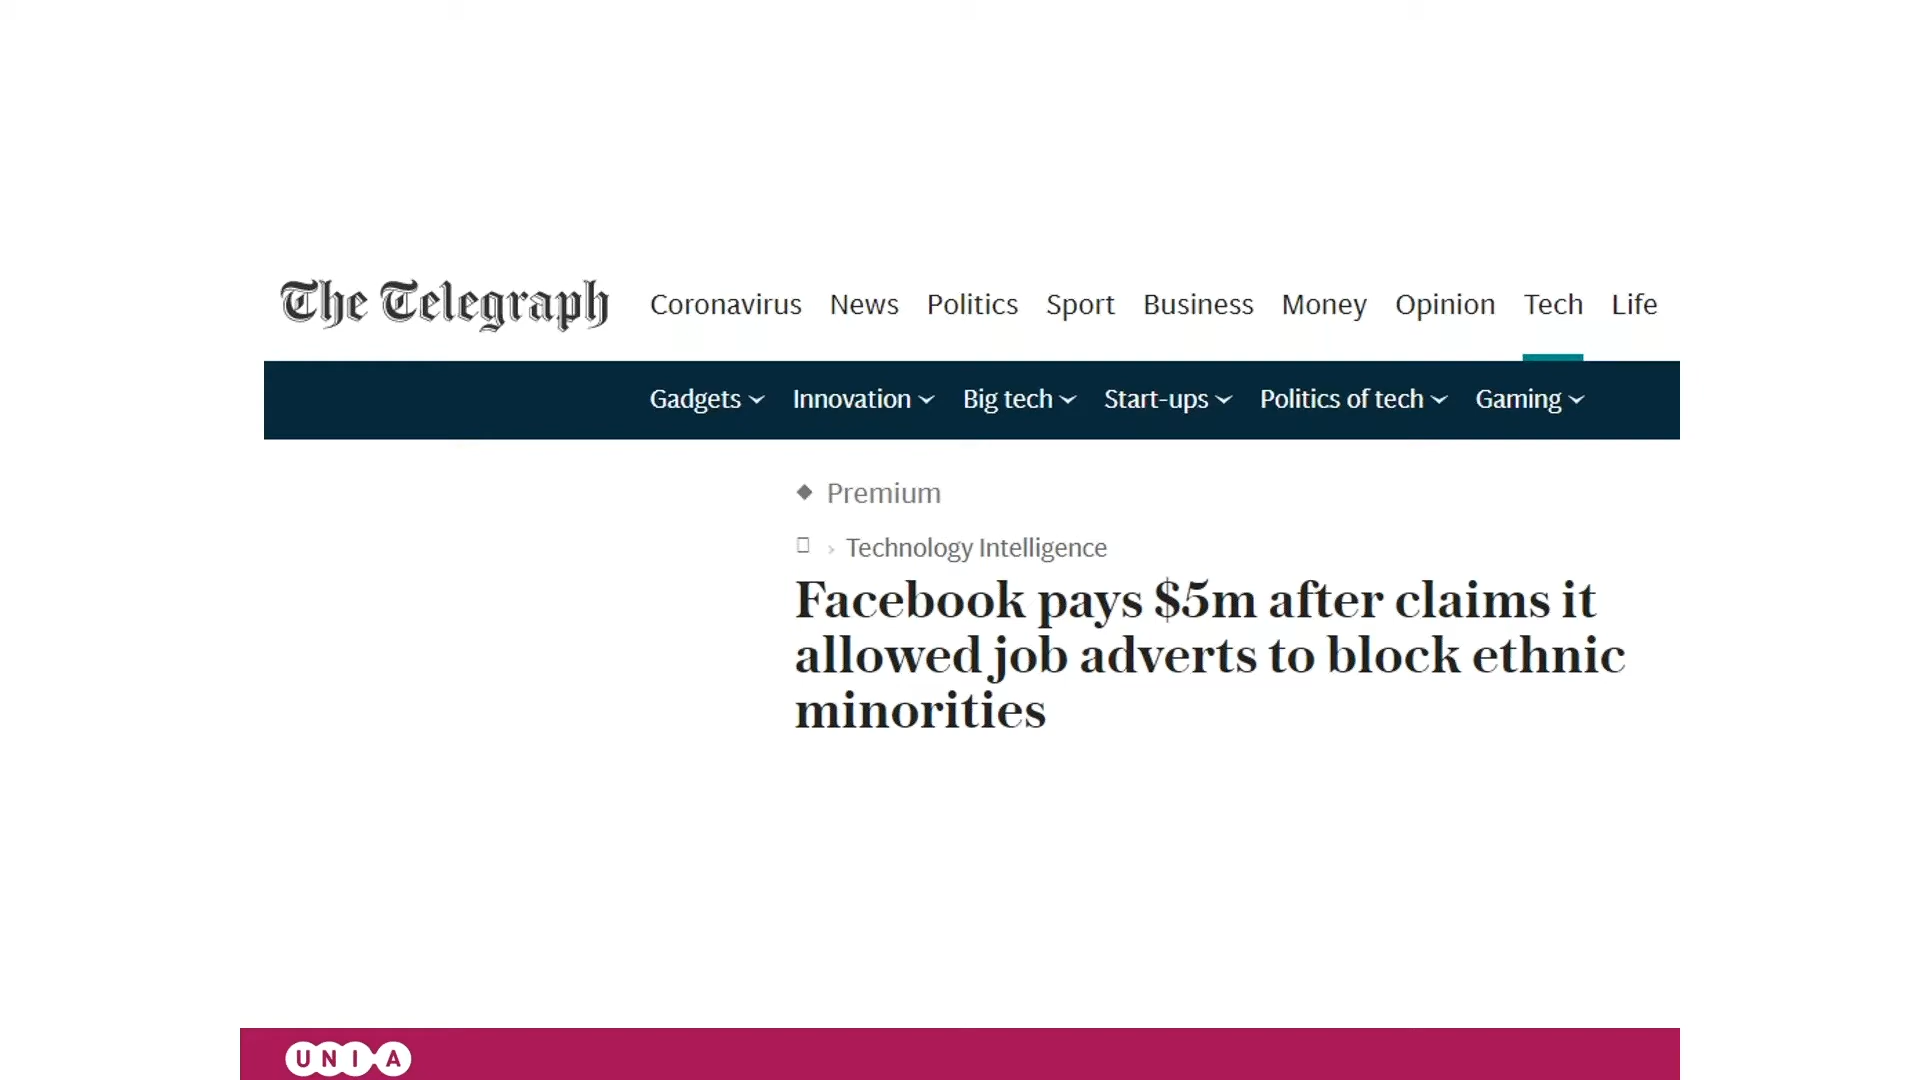 The Telegraph Coronavirus News Politics Sport Business Money Opinion Tech Life
Gadgets Innovation Big tech Start-ups Politics of tech Gaming
Premium
› Technology Intelligence
Facebook pays $5m after claims it
allowed job adverts to block ethnic
minorities
UNIA